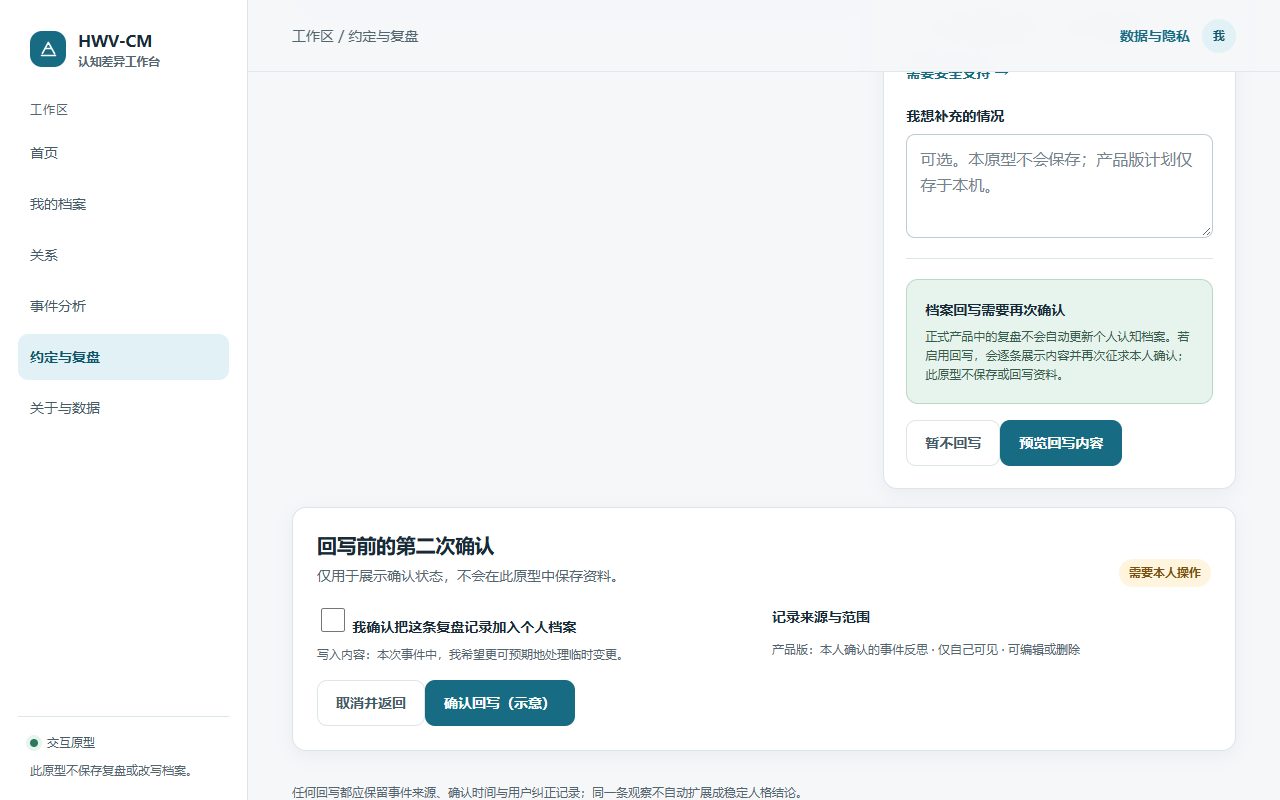 HWV-CM
认知差异工作台
工作区
首页
我的档案
关系
事件分析
约定与复盘
关于与数据
交互原型
此原型不保存复盘或改写档案。
工作区 / 约定与复盘
数据与隐私
我
需要安全支持 →
我想补充的情况
可选。本原型不会保存；产品版计划仅
存于本机。
档案回写需要再次确认
正式产品中的复盘不会自动更新个人认知档案。若
启用回写，会逐条展示内容并再次征求本人确认；
此原型不保存或回写资料。
暂不回写
预览回写内容
回写前的第二次确认
仅用于展示确认状态，不会在此原型中保存资料。
需要本人操作
我确认把这条复盘记录加入个人档案
写入内容：本次事件中，我希望更可预期地处理临时变更。
记录来源与范围
产品版：本人确认的事件反思 · 仅自己可见 · 可编辑或删除
取消并返回
确认回写（示意）
任何回写都应保留事件来源、确认时间与用户纠正记录；同一条观察不自动扩展成稳定人格结论。